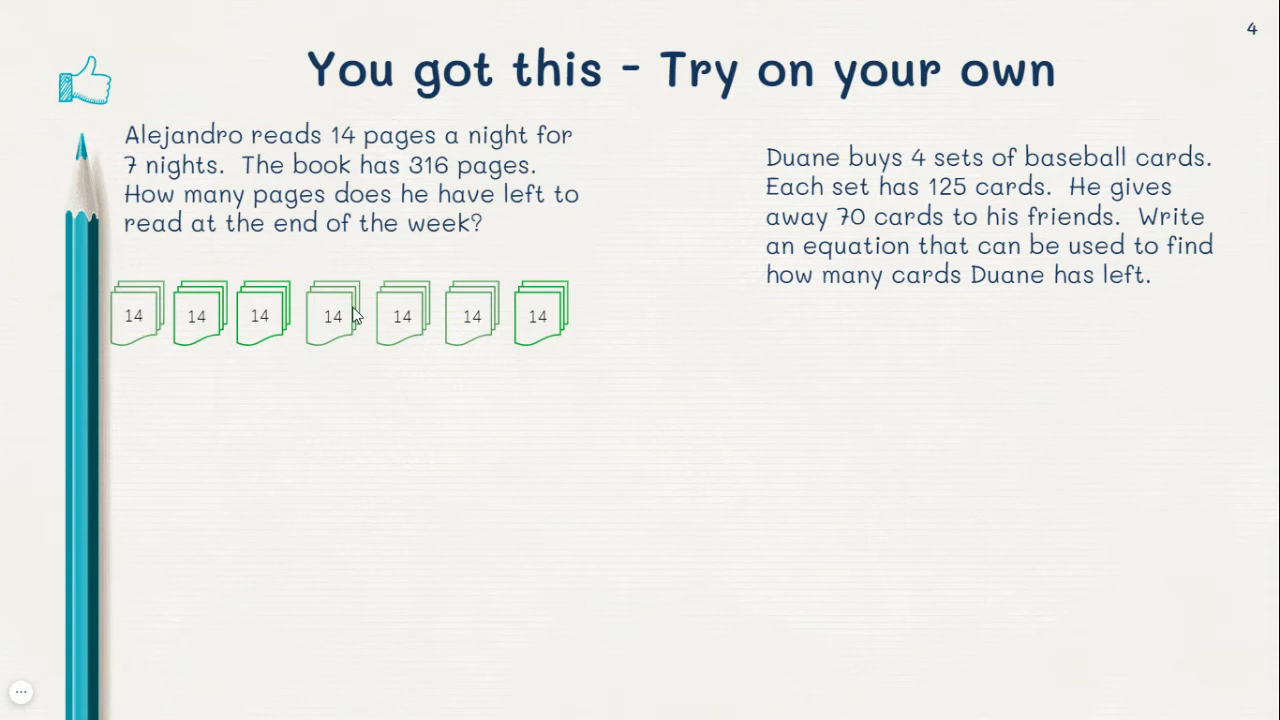 4
You got this - Try on your own
Alejandro reads 14 pages a night for
7 nights. The book has 316 pages.
How many pages does he have left to
read at the end of the week?
14 14 14 14 14 14 14
Duane buys 4 sets of baseball cards.
Each set has 125 cards. He gives
away 70 cards to his friends. Write
an equation that can be used to find
how many cards Duane has left.